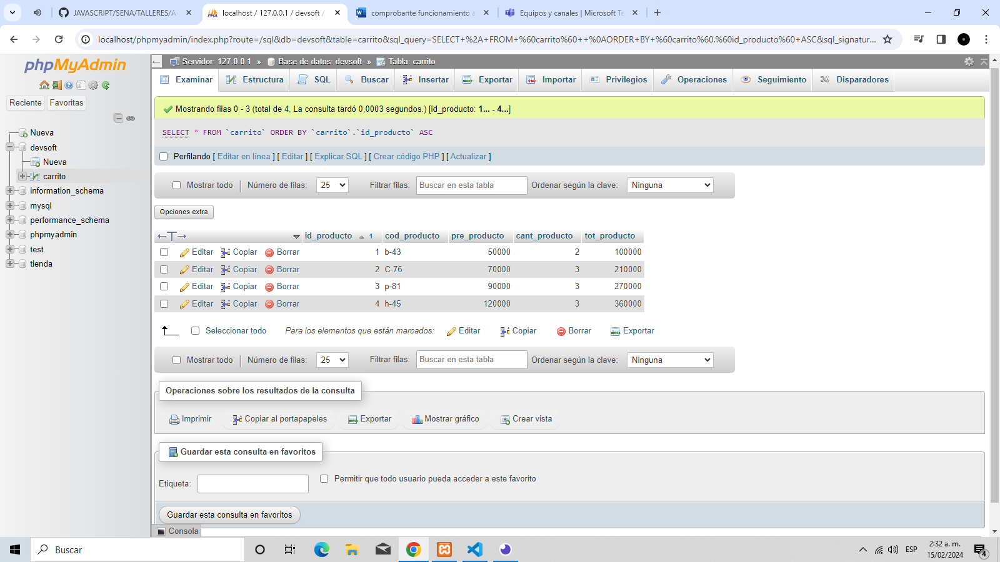 JAVASCRIPT/SENA/TALLERES/A
localhost / 127.0.0.1 / devsoft /
comprobante funcionamiento a
Equipos y canales | Microsoft Te
localhost/phpmyadmin/index.php?route=/sql&db=devsoft&table=carrito&sql_query=SELECT+%2A+FROM+%60carrito%60++%0AORDER+BY+%60carrito%60.%60id_producto%60+ASC&sql_signatur...
phpMyAdmin
Reciente Favoritas
Nueva
devsoft
Nueva
carrito
information_schema
mysql
performance_schema
phpmyadmin
test
tienda
Servidor: 127.0.0.1 » Base de datos: devsoft » Tabla: carrito
Examinar Estructura SQL Buscar Insertar Exportar Importar Privilegios Operaciones Seguimiento Disparadores
Mostrando filas 0 - 3 (total de 4, La consulta tardó 0,0003 segundos.) [id_producto: 1... - 4...]
SELECT * FROM `carrito` ORDER BY `carrito`.`id_producto` ASC
Perfilando [ Editar en línea ] [ Editar ] [ Explicar SQL ] [ Crear código PHP ] [ Actualizar ]
Mostrar todo | Número de filas: 25 Filtrar filas: Buscar en esta tabla Ordenar según la clave: Ninguna
Opciones extra
id_producto 1 cod_producto pre_producto cant_producto tot_producto
Editar Copiar Borrar 1 b-43 50000 2 100000
Editar Copiar Borrar 2 C-76 70000 3 210000
Editar Copiar Borrar 3 p-81 90000 3 270000
Editar Copiar Borrar 4 h-45 120000 3 360000
Seleccionar todo Para los elementos que están marcados: Editar Copiar Borrar Exportar
Mostrar todo | Número de filas: 25 Filtrar filas: Buscar en esta tabla Ordenar según la clave: Ninguna
Operaciones sobre los resultados de la consulta
Imprimir Copiar al portapapeles Exportar Mostrar gráfico Crear vista
Guardar esta consulta en favoritos
Etiqueta: Permitir que todo usuario pueda acceder a este favorito
Guardar esta consulta en favoritos
Consola
Buscar
ESP
2:32 a. m.
15/02/2024
4